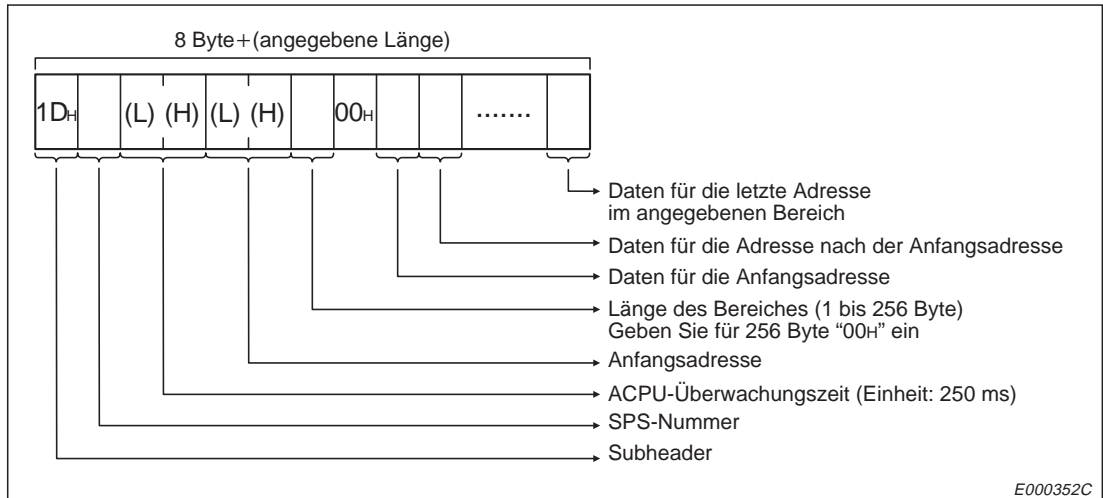 8 Byte+(angegebene Länge)
1DH (L) (H) (L) (H) 00H .......
Daten für die letzte Adresse
im angegebenen Bereich
Daten für die Adresse nach der Anfangsadresse
Daten für die Anfangsadresse
Länge des Bereiches (1 bis 256 Byte)
Geben Sie für 256 Byte “00H” ein
Anfangsadresse
ACPU-Überwachungszeit (Einheit: 250 ms)
SPS-Nummer
Subheader
E000352C